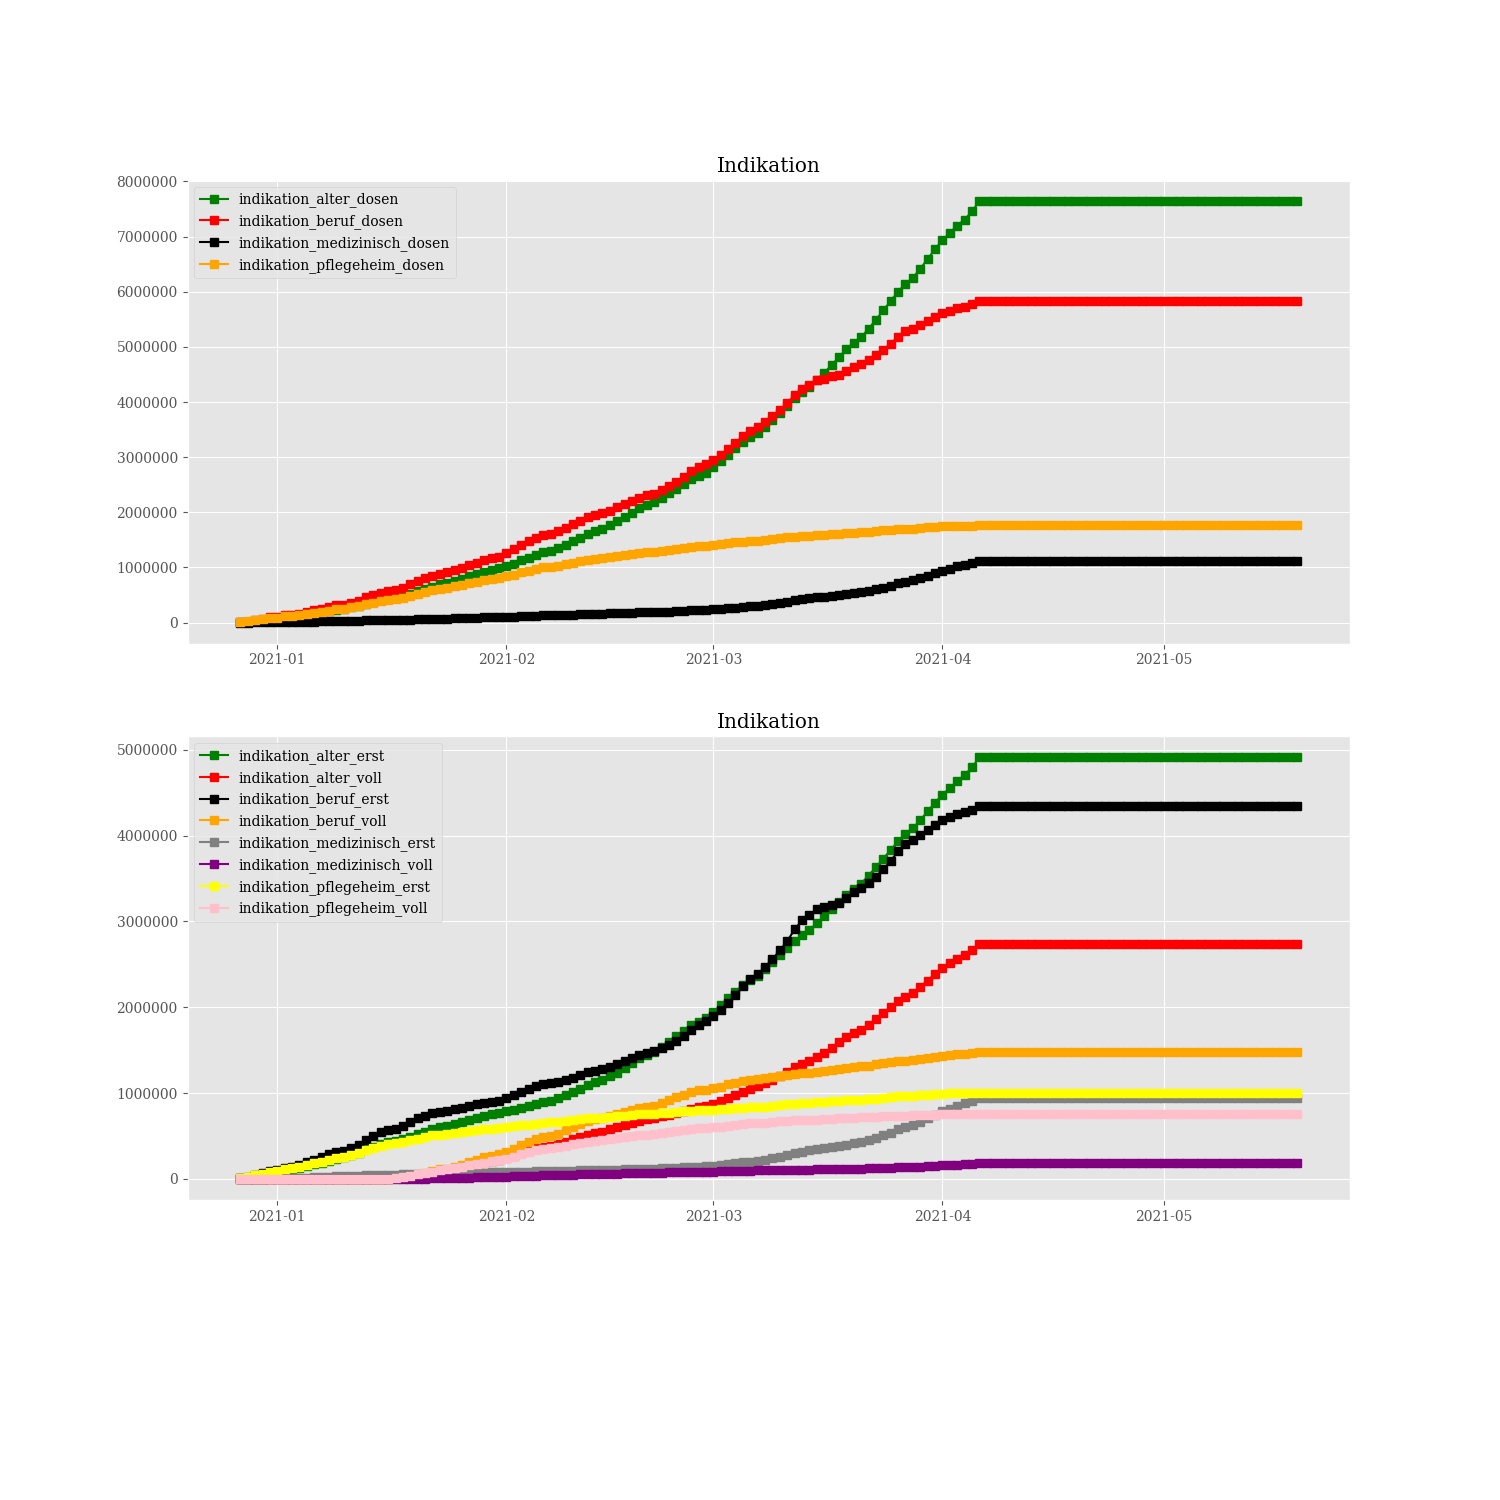 Indikation
8000000
7000000
6000000
5000000
4000000
3000000
2000000
1000000
0
indikation_alter_dosen
indikation_beruf_dosen
indikation_medizinisch_dosen
indikation_pflegeheim_dosen
2021-01 2021-02 2021-03 2021-04 2021-05
Indikation
5000000
4000000
3000000
2000000
1000000
0
indikation_alter_erst
indikation_alter_voll
indikation_beruf_erst
indikation_beruf_voll
indikation_medizinisch_erst
indikation_medizinisch_voll
indikation_pflegeheim_erst
indikation_pflegeheim_voll
2021-01 2021-02 2021-03 2021-04 2021-05